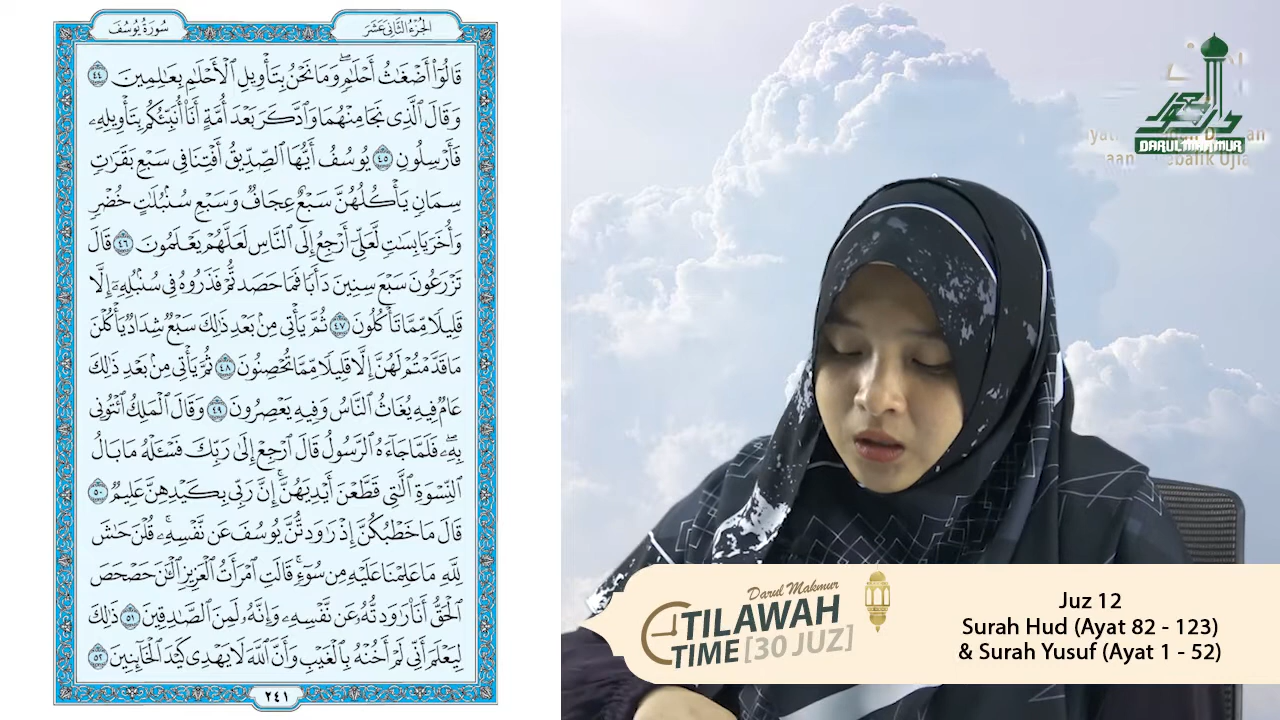 سُورَةُ يُوسُفَ
الجُزْءُ الثَّانِيَ عَشَرَ
قَالُوٓا۟ أَضْغَٰثُ أَحْلَٰمٍ ۖ وَمَا نَحْنُ بِتَأْوِيلِ ٱلْأَحْلَٰمِ بِعَٰلِمِينَ ٤٤
وَقَالَ ٱلَّذِى نَجَا مِنْهُمَا وَٱدَّكَرَ بَعْدَ أُمَّةٍ أَنَا۠ أُنَبِّئُكُم بِتَأْوِيلِهِۦ
فَأَرْسِلُونِ ٤٥ يُوسُفُ أَيُّهَا ٱلصِّدِّيقُ أَفْتِنَا فِى سَبْعِ بَقَرَٰتٍ
سِمَانٍ يَأْكُلُهُنَّ سَبْعٌ عِجَافٌ وَسَبْعِ سُنۢبُلَٰتٍ خُضْرٍ
وَأُخَرَ يَابِسَٰتٍ لَّعَلِّىٓ أَرْجِعُ إِلَى ٱلنَّاسِ لَعَلَّهُمْ يَعْلَمُونَ ٤٦ قَالَ
تَزْرَعُونَ سَبْعَ سِنِينَ دَأَبًا فَمَا حَصَدتُّمْ فَذَرُوهُ فِى سُنۢبُلِهِۦٓ إِلَّا
قَلِيلًا مِّمَّا تَأْكُلُونَ ٤٧ ثُمَّ يَأْتِى مِنۢ بَعْدِ ذَٰلِكَ سَبْعٌ شِدَادٌ يَأْكُلْنَ
مَا قَدَّمْتُمْ لَهُنَّ إِلَّا قَلِيلًا مِّمَّا تُحْصِنُونَ ٤٨ ثُمَّ يَأْتِى مِنۢ بَعْدِ ذَٰلِكَ
عَامٌ فِيهِ يُغَاثُ ٱلنَّاسُ وَفِيهِ يَعْصِرُونَ ٤٩ وَقَالَ ٱلْمَلِكُ ٱئْتُونِى
بِهِۦ ۖ فَلَمَّا جَآءَهُ ٱلرَّسُولُ قَالَ ٱرْجِعْ إِلَىٰ رَبِّكَ فَسْـَٔلْهُ مَا بَالُ
ٱلنِّسْوَةِ ٱلَّٰتِى قَطَّعْنَ أَيْدِيَهُنَّ ۚ إِنَّ رَبِّى بِكَيْدِهِنَّ عَلِيمٌ ٥٠
قَالَ مَا خَطْبُكُنَّ إِذْ رَٰوَدتُّنَّ يُوسُفَ عَن نَّفْسِهِۦ ۚ قُلْنَ حَٰشَ
لِلَّهِ مَا عَلِمْنَا عَلَيْهِ مِن سُوٓءٍ ۚ قَالَتِ ٱمْرَأَتُ ٱلْعَزِيزِ ٱلْـَٰٔنَ حَصْحَصَ
ٱلْحَقُّ أَنَا۠ رَٰوَدتُّهُۥ عَن نَّفْسِهِۦ وَإِنَّهُۥ لَمِنَ ٱلصَّٰدِقِينَ ٥١ ذَٰلِكَ
لِيَعْلَمَ أَنِّى لَمْ أَخُنْهُ بِٱلْغَيْبِ وَأَنَّ ٱللَّهَ لَا يَهْدِى كَيْدَ ٱلْخَآئِنِينَ ٥٢
٢٤١
DARUL MAKMUR
Darul Makmur
TILAWAH
TIME [30 JUZ]
Juz 12
Surah Hud (Ayat 82 - 123)
& Surah Yusuf (Ayat 1 - 52)